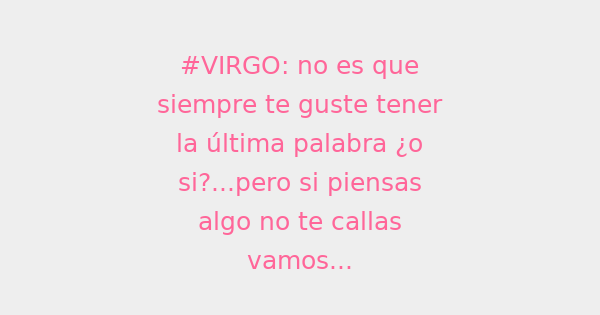 #VIRGO: no es que
siempre te guste tener
la última palabra ¿o
si?...pero si piensas
algo no te callas
vamos...